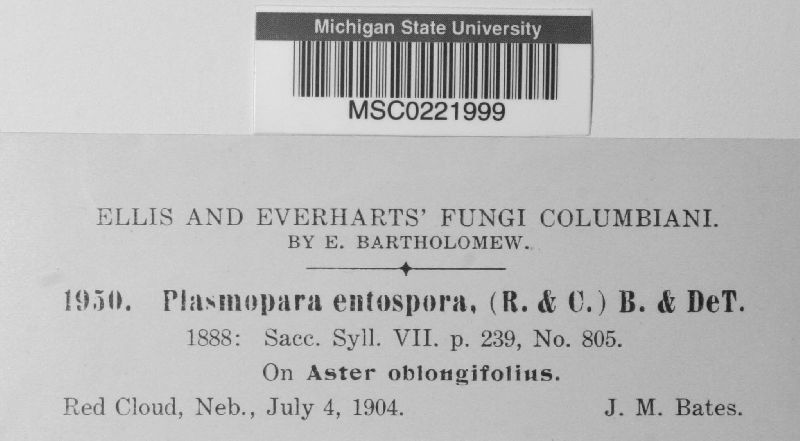 Michigan State University
MSC0221999
ELLIS AND EVERHARTS' FUNGI COLUMBIANI.
BY E. BARTHOLOMEW.
1950. Plasmopara entospora, (R. & C.) B. & DeT.
1888: Sacc. Syll. VII. p. 239, No. 805.
On Aster oblongifolius.
Red Cloud, Neb., July 4, 1904. J. M. Bates.